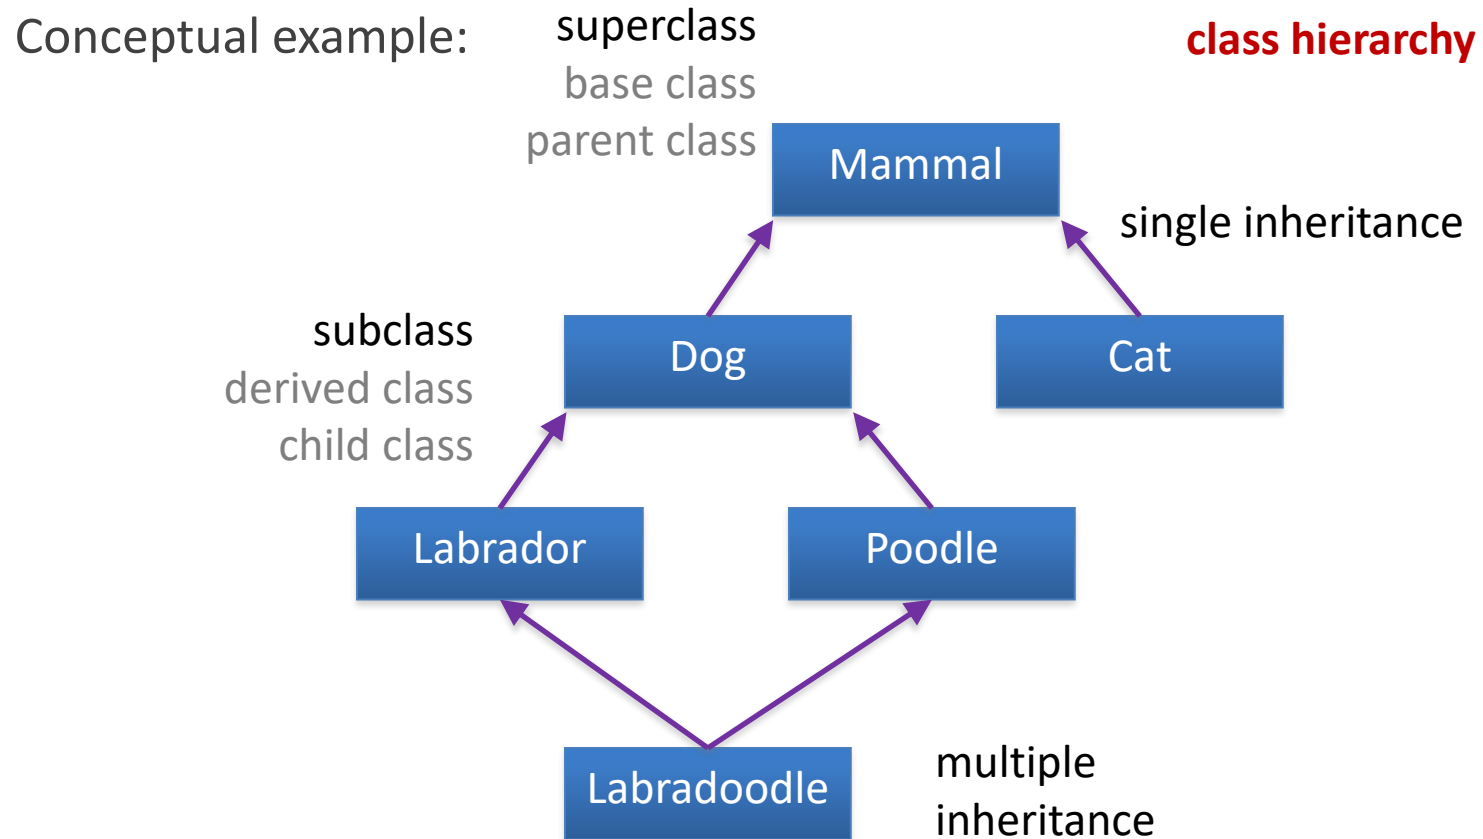 Conceptual example:
superclass
base class
parent class
class hierarchy
Mammal
single inheritance
subclass
derived class
child class
Dog
Cat
Labrador
Poodle
Labradoodle
multiple
inheritance